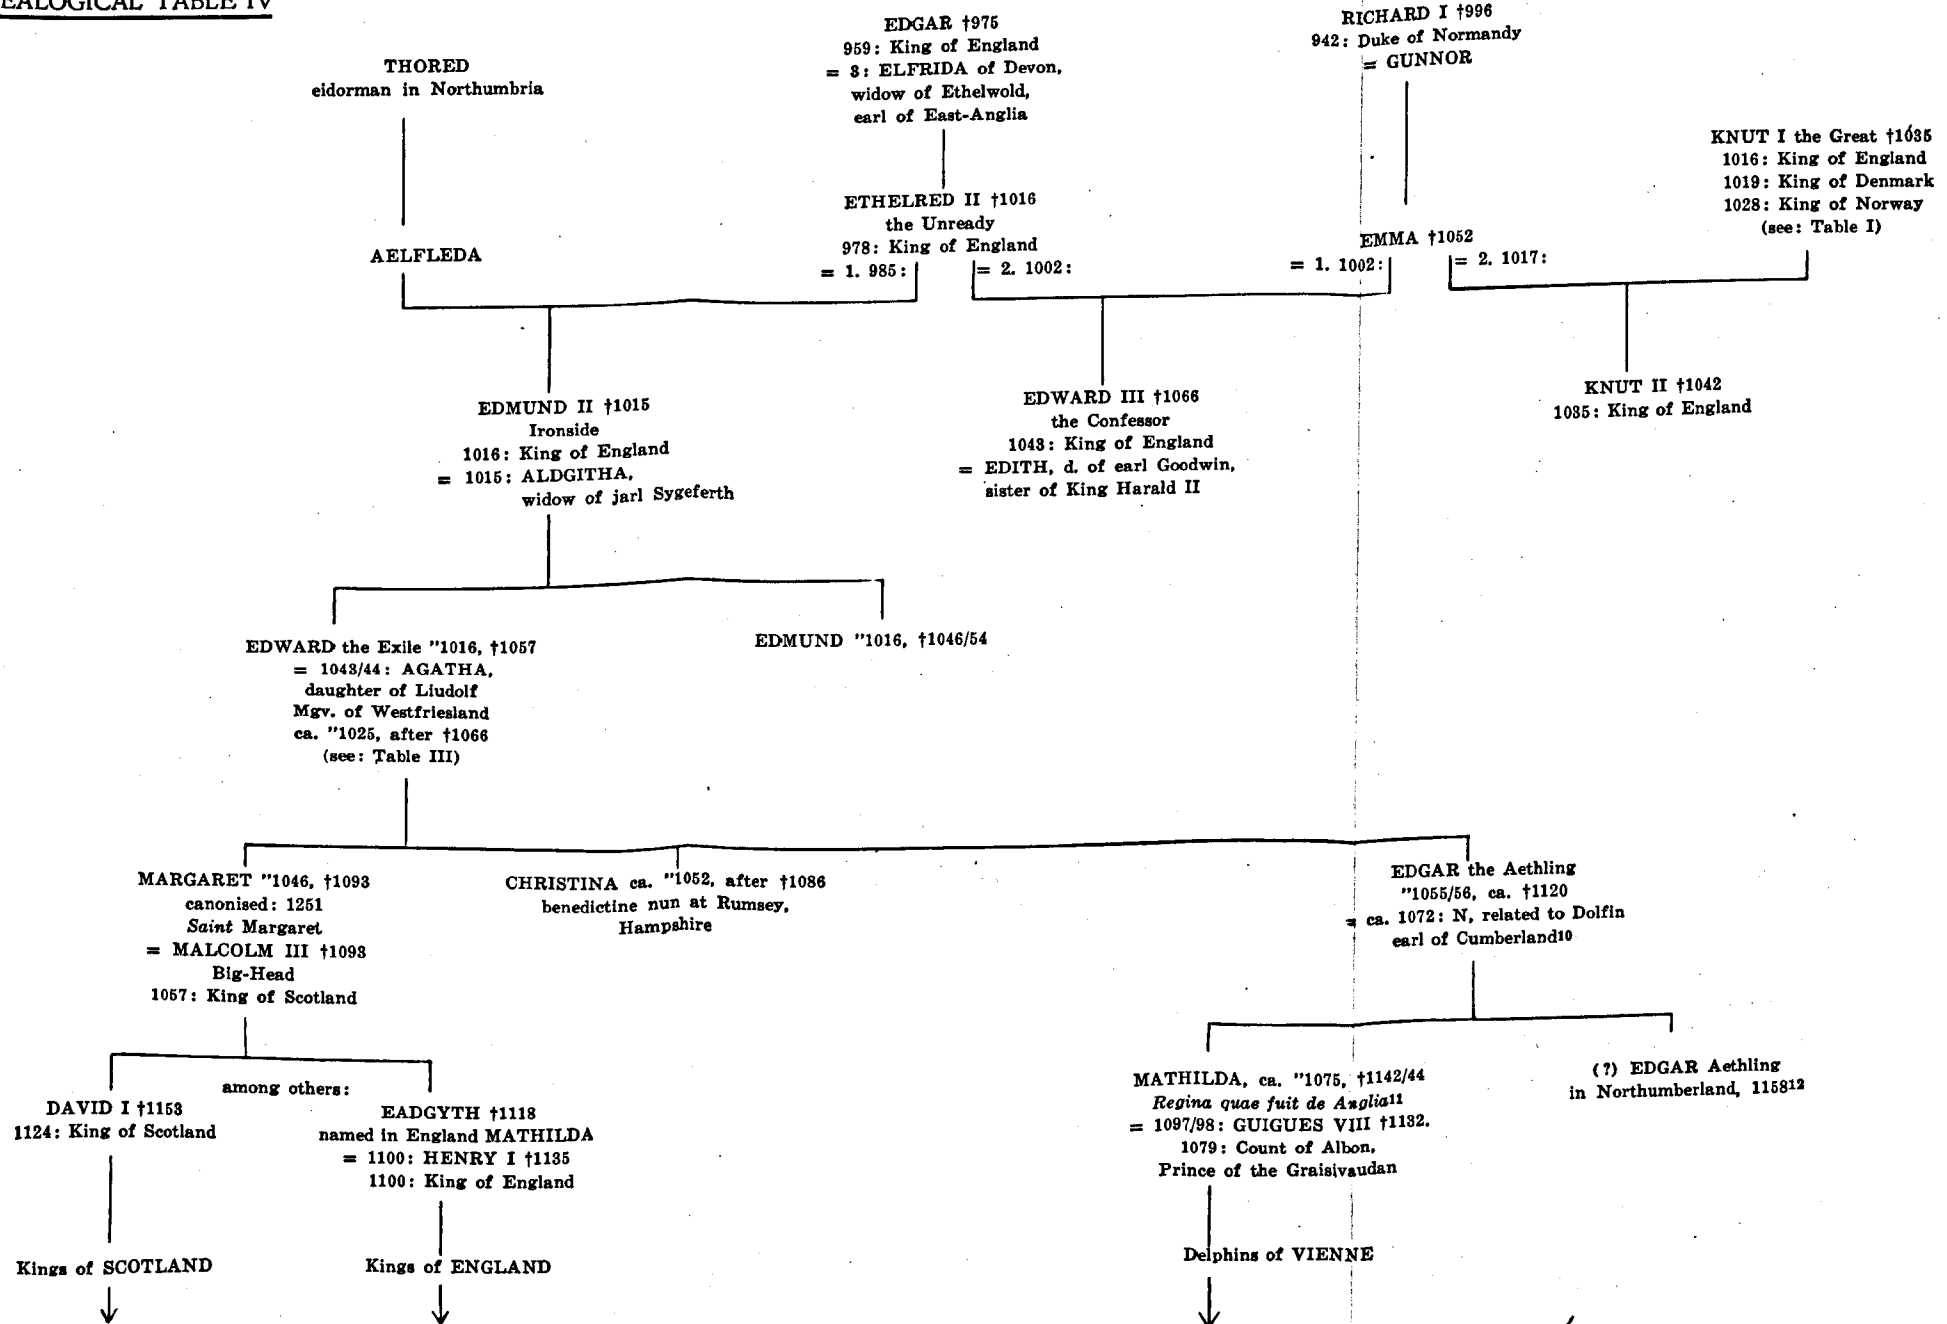 EALOGICAL TABLE IV
THORED
eidorman in Northumbria
EDGAR †975
959: King of England
= 3: ELFRIDA of Devon,
widow of Ethelwold,
earl of East-Anglia
RICHARD I †996
942: Duke of Normandy
= GUNNOR
KNUT I the Great †1035
1016: King of England
1019: King of Denmark
1028: King of Norway
(see: Table I)
AELFLEDA
ETHELRED II †1016
the Unready
978: King of England
= 1. 985:
= 2. 1002:
EMMA †1052
= 1. 1002:
= 2. 1017:
EDMUND II †1015
Ironside
1016: King of England
= 1015: ALDGITHA,
widow of jarl Sygeferth
EDWARD III †1066
the Confessor
1043: King of England
= EDITH, d. of earl Goodwin,
sister of King Harald II
KNUT II †1042
1035: King of England
EDWARD the Exile "1016, †1057
= 1043/44: AGATHA,
daughter of Liudolf
Mgv. of Westfriesland
ca. "1025, after †1066
(see: Table III)
EDMUND "1016, †1046/54
MARGARET "1046, †1093
canonised: 1251
Saint Margaret
= MALCOLM III †1093
Big-Head
1057: King of Scotland
CHRISTINA ca. "1052, after †1086
benedictine nun at Rumsey,
Hampshire
EDGAR the Aethling
"1055/56, ca. †1120
= ca. 1072: N, related to Dolfin
earl of Cumberland10
among others:
DAVID I †1153
1124: King of Scotland
EADGYTH †1118
named in England MATHILDA
= 1100: HENRY I †1135
1100: King of England
MATHILDA, ca. "1075, †1142/44
Regina quae fuit de Anglia11
= 1097/98: GUIGUES VIII †1132.
1079: Count of Albon,
Prince of the Graisivaudan
(?) EDGAR Aethling
in Northumberland, 115812
Kings of SCOTLAND
Kings of ENGLAND
Delphins of VIENNE